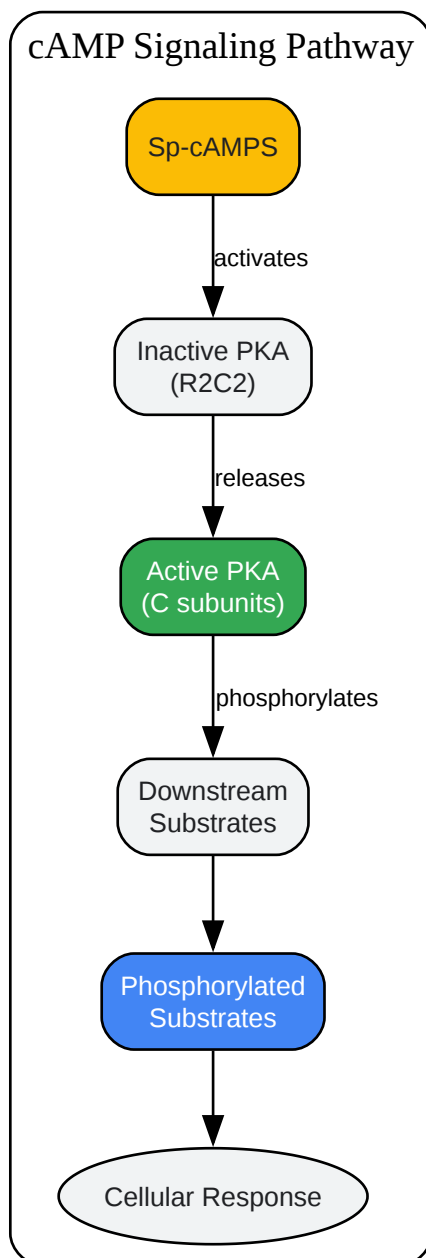 cAMP Signaling Pathway
Sp-cAMPS
activates
Inactive PKA
(R2C2)
releases
Active PKA
(C subunits)
phosphorylates
Downstream
Substrates
Phosphorylated
Substrates
Cellular Response